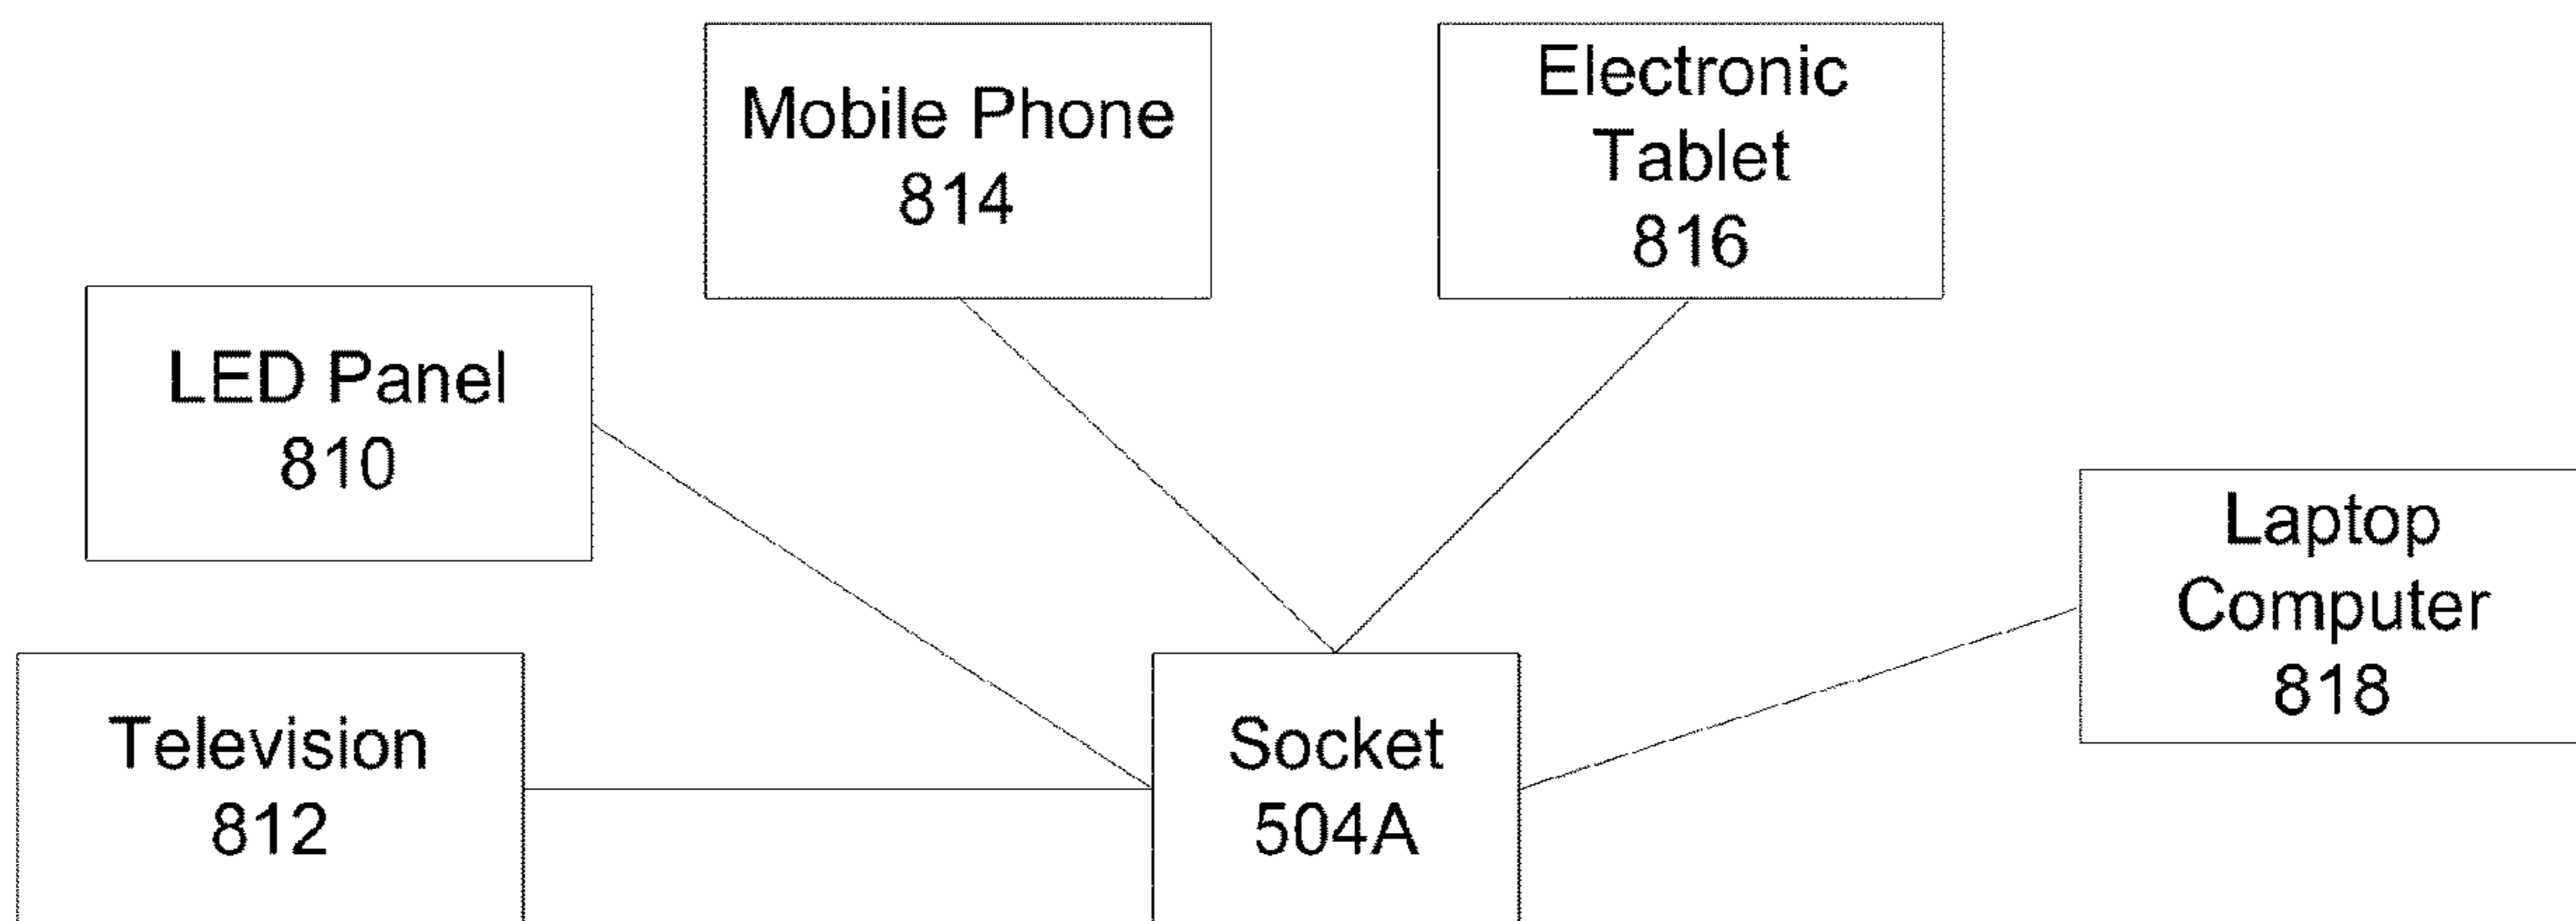 Mobile Phone
814
Electronic
Tablet
816
LED Panel
810
Laptop
Computer
818
Television
812
Socket
504A